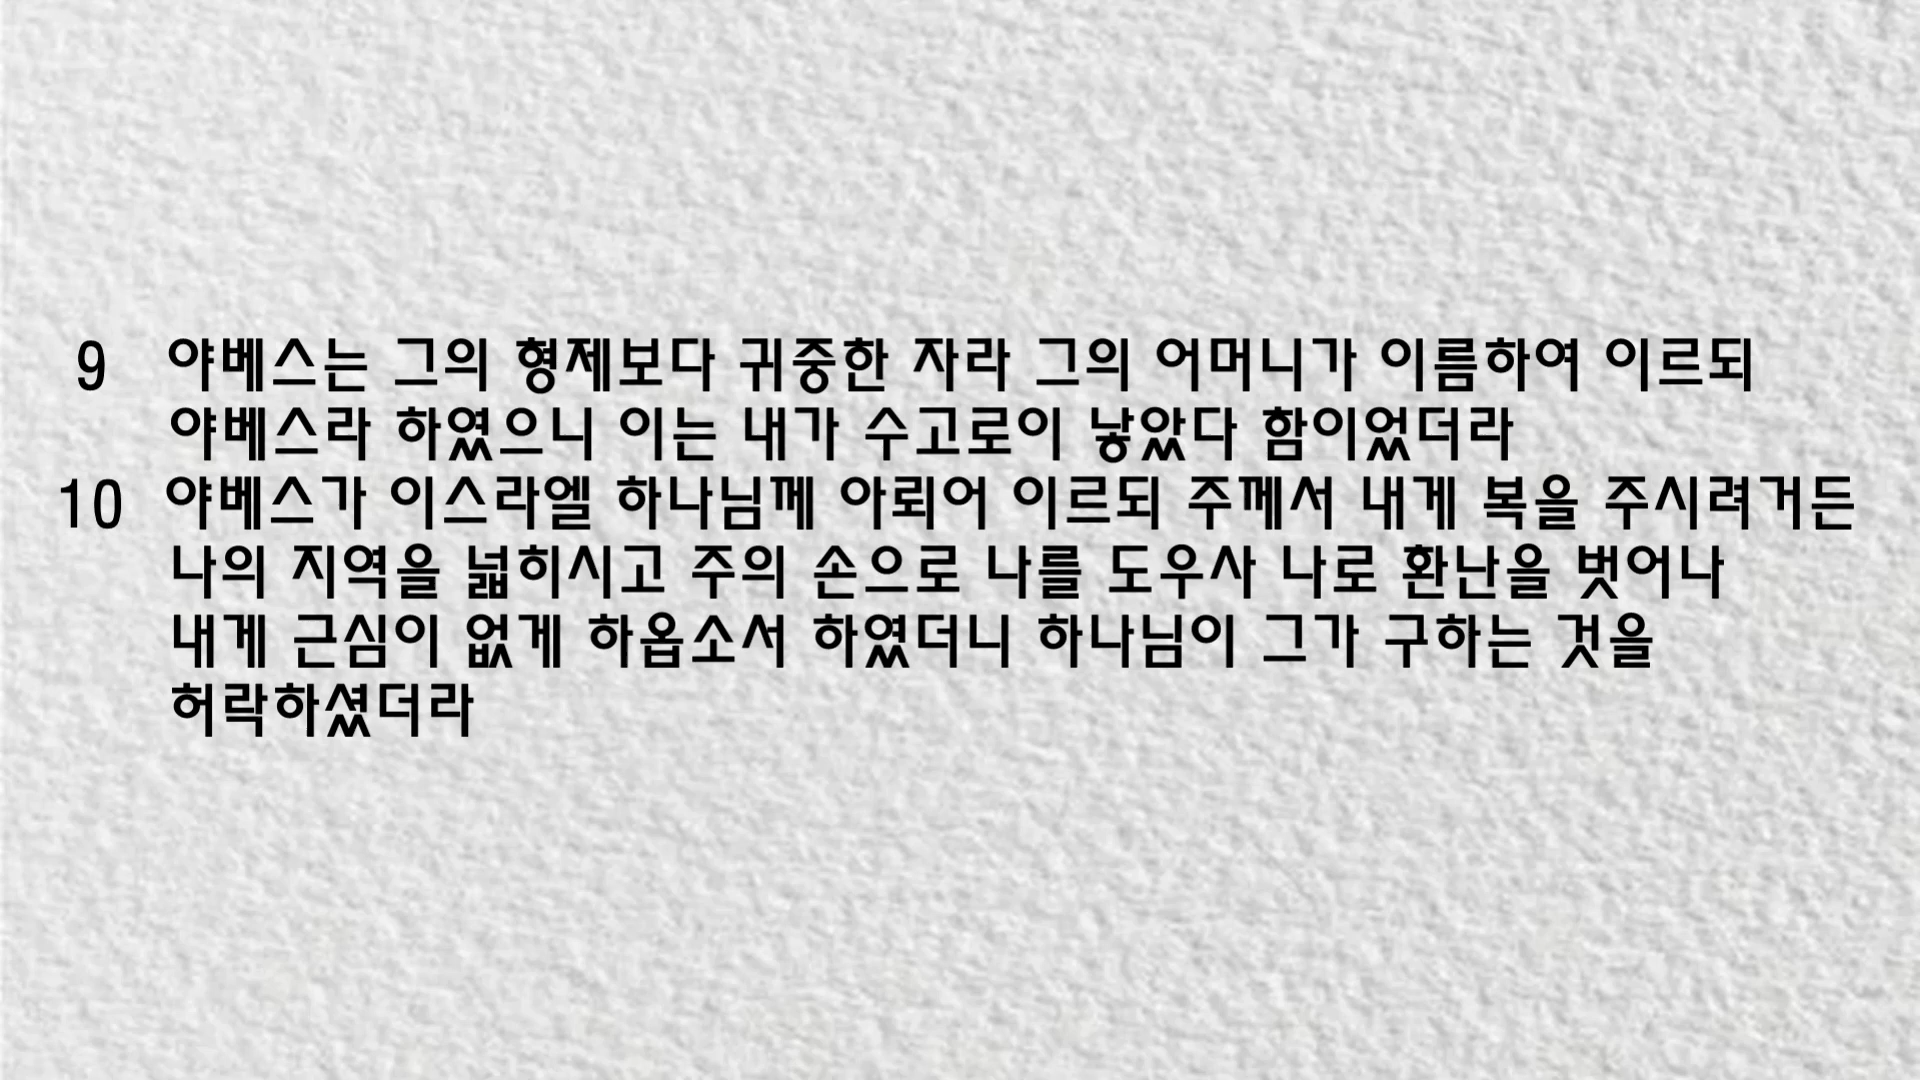 9 야베스는 그의 형제보다 귀중한 자라 그의 어머니가 이름하여 이르되
야베스라 하였으니 이는 내가 수고로이 낳았다 함이었더라
10 야베스가 이스라엘 하나님께 아뢰어 이르되 주께서 내게 복을 주시려거든
나의 지역을 넓히시고 주의 손으로 나를 도우사 나로 환난을 벗어나
내게 근심이 없게 하옵소서 하였더니 하나님이 그가 구하는 것을
허락하셨더라